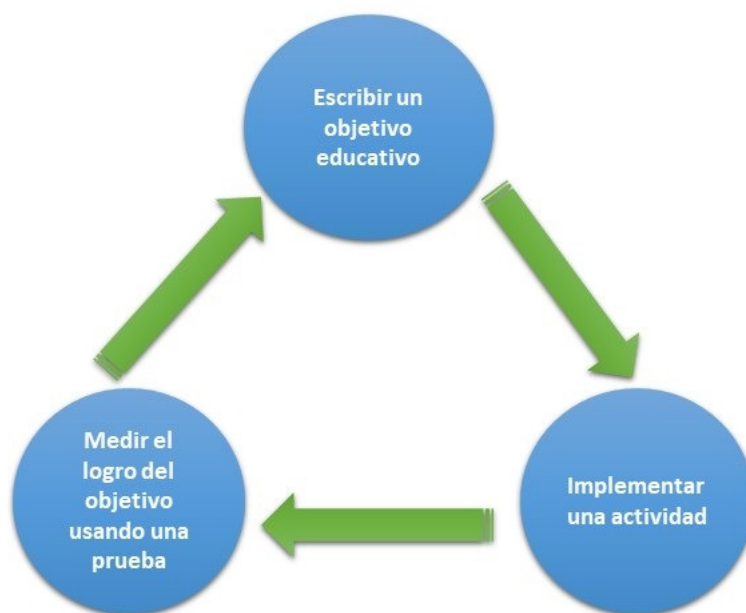 Escribir un
objetivo
educativo
Medir el
logro del
objetivo
usando una
prueba
Implementar
una actividad